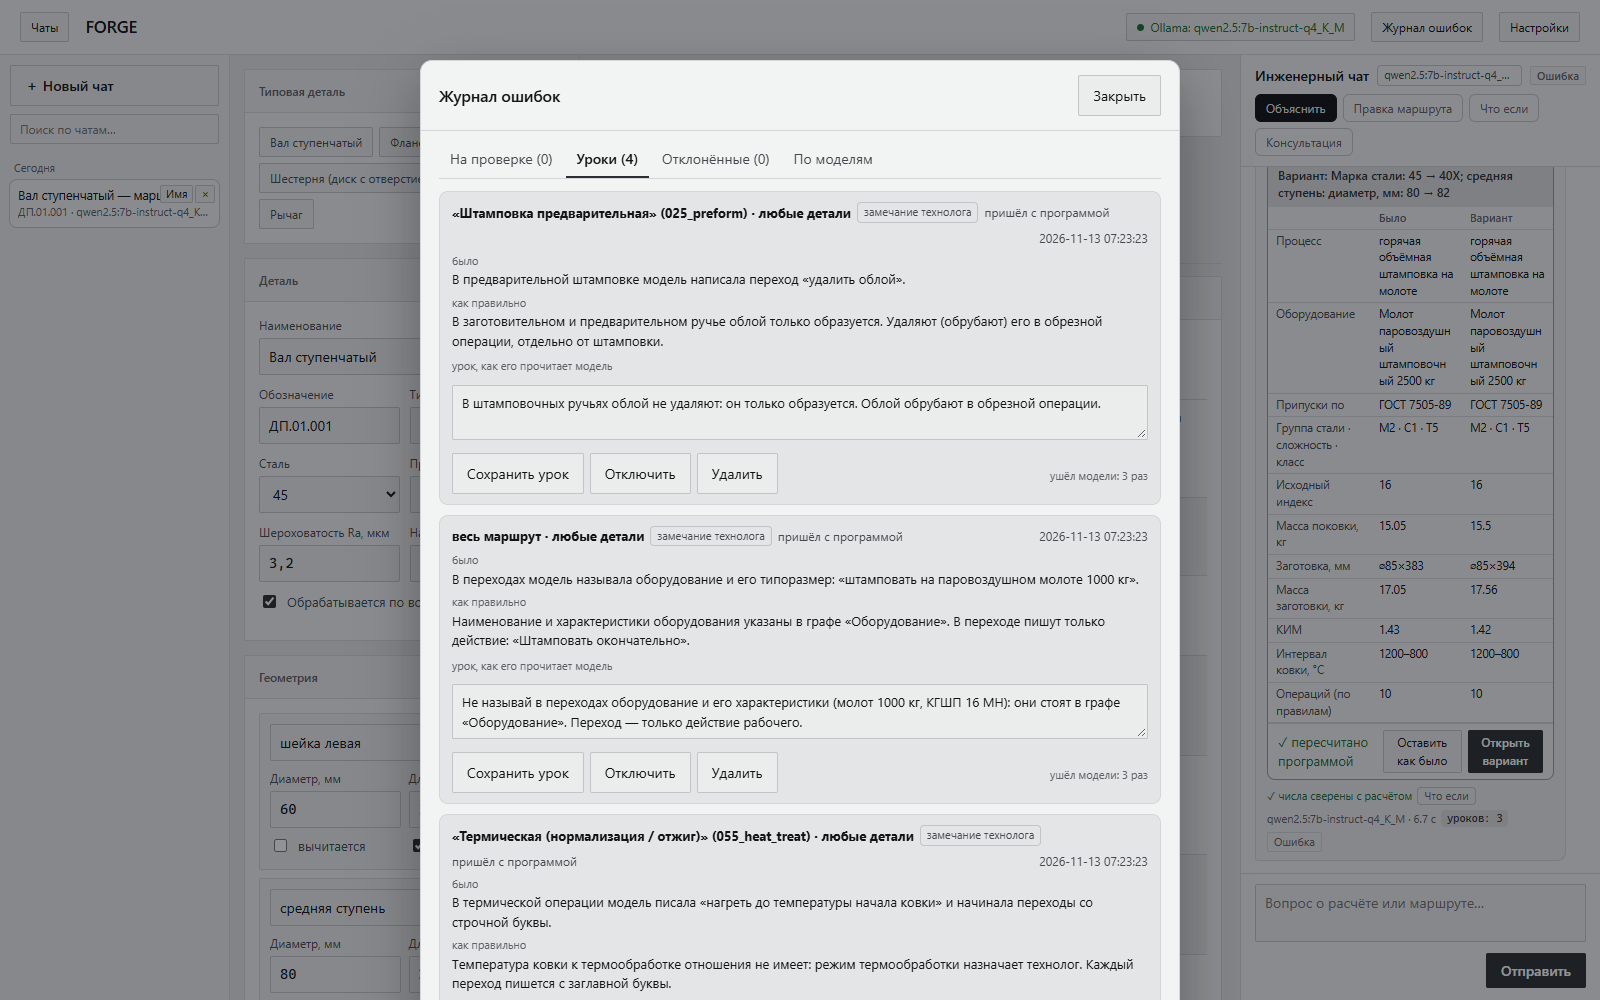 Чаты
FORGE
Ollama: qwen2.5:7b-instruct-q4_K_M
Журнал ошибок
Настройки
+ Новый чат
Поиск по чатам...
Сегодня
Вал ступенчатый — марш
Имя
×
ДП.01.001 · qwen2.5:7b-instruct-q4_K...
Типовая деталь
Вал ступенчатый
Шестерня (диск с отверстие
Рычаг
Деталь
Наименование
Вал ступенчатый
Обозначение
ДП.01.001
Сталь
45
Шероховатость Ra, мкм
3,2
Обрабатывается по вс
Геометрия
шейка левая
Диаметр, мм
60
вычитается
средняя ступень
Диаметр, мм
80
Журнал ошибок
Закрыть
На проверке (0)
Уроки (4)
Отклонённые (0)
По моделям
«Штамповка предварительная» (025_preform) · любые детали
замечание технолога
пришёл с программой
2026-11-13 07:23:23
было
В предварительной штамповке модель написала переход «удалить облой».
как правильно
В заготовительном и предварительном ручье облой только образуется. Удаляют (обрубают) его в обрезной
операции, отдельно от штамповки.
урок, как его прочитает модель
В штамповочных ручьях облой не удаляют: он только образуется. Облой обрубают в обрезной операции.
Сохранить урок
Отключить
Удалить
ушёл модели: 3 раз
весь маршрут · любые детали
замечание технолога
пришёл с программой
2026-11-13 07:23:23
было
В переходах модель называла оборудование и его типоразмер: «штамповать на паровоздушном молоте 1000 кг».
как правильно
Наименование и характеристики оборудования указаны в графе «Оборудование». В переходе пишут только
действие: «Штамповать окончательно».
урок, как его прочитает модель
Не называй в переходах оборудование и его характеристики (молот 1000 кг, КГШП 16 МН): они стоят в графе
«Оборудование». Переход — только действие рабочего.
Сохранить урок
Отключить
Удалить
ушёл модели: 3 раз
«Термическая (нормализация / отжиг)» (055_heat_treat) · любые детали
замечание технолога
пришёл с программой
2026-11-13 07:23:23
было
В термической операции модель писала «нагреть до температуры начала ковки» и начинала переходы со
строчной буквы.
как правильно
Температура ковки к термообработке отношения не имеет: режим термообработки назначает технолог. Каждый
переход пишется с заглавной буквы.
Инженерный чат
qwen2.5:7b-instruct-q4_...
Ошибка
Объяснить
Правка маршрута
Что если
Консультация
Вариант: Марка стали: 45 → 40Х; средняя
ступень: диаметр, мм: 80 → 82
Было
Вариант
Процесс
горячая объёмная штамповка на молоте
горячая объёмная штамповка на молоте
Оборудование
Молот паровоздушный штамповочный 2500 кг
Молот паровоздушный штамповочный 2500 кг
Припуски по
ГОСТ 7505-89
ГОСТ 7505-89
Группа стали · сложность · класс
М2 · С1 · Т5
М2 · С1 · Т5
Исходный индекс
16
16
Масса поковки, кг
15.05
15.5
Заготовка, мм
⌀85×383
⌀85×394
Масса заготовки, кг
17.05
17.56
КИМ
1.43
1.42
Интервал ковки, °C
1200–800
1200–800
Операций (по правилам)
10
10
✓ пересчитано программой
Оставить как было
Открыть вариант
✓ числа сверены с расчётом
Что если
qwen2.5:7b-instruct-q4_K_M · 6.7 с
уроков: 3
Ошибка
Вопрос о расчёте или маршруте...
Отправить